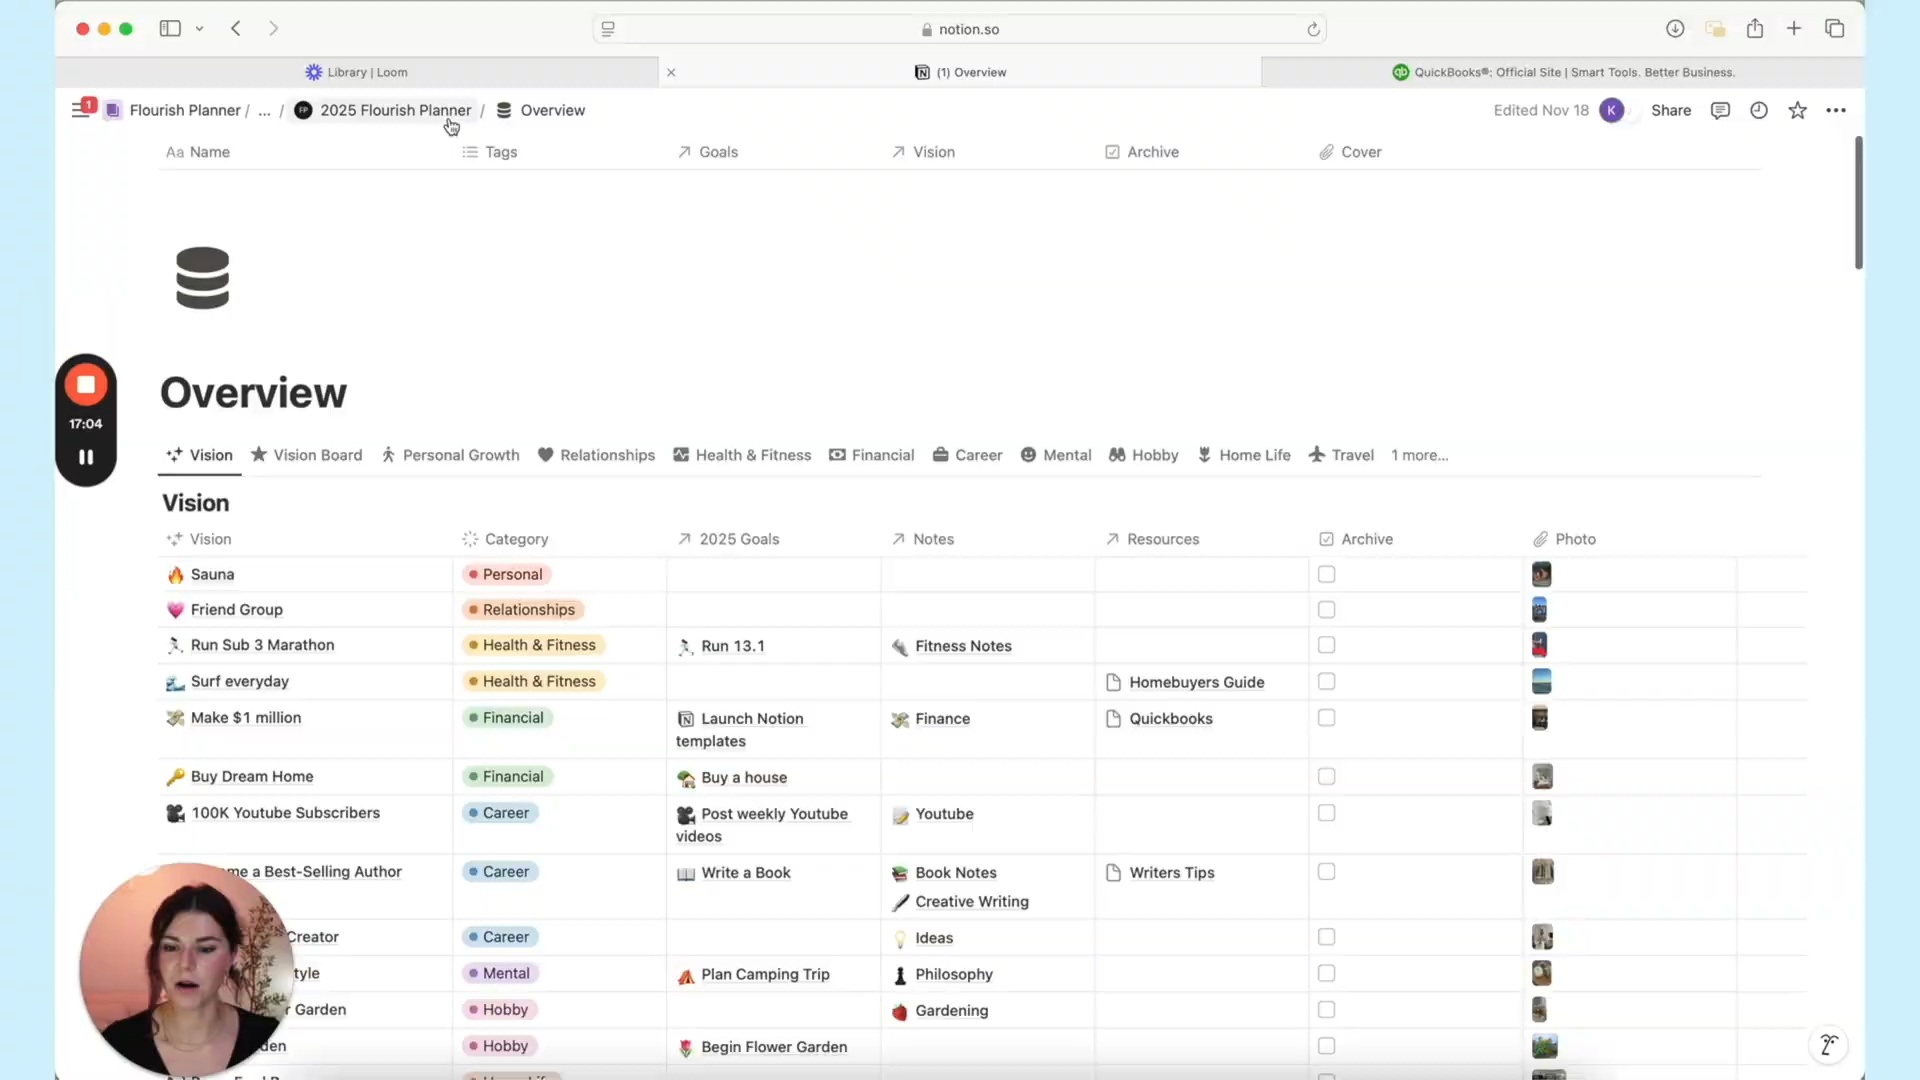 notion.so
Library | Loom
(1) Overview
QuickBooks®: Official Site | Smart Tools. Better Business.
1
Flourish Planner / ... / FP 2025 Flourish Planner / Overview
Edited Nov 18 K Share
Aa Name Tags Goals Vision Archive Cover
Overview
17:04
Vision Vision Board Personal Growth Relationships Health & Fitness Financial Career Mental Hobby Home Life Travel 1 more...
Vision
Vision Category 2025 Goals Notes Resources Archive Photo
Sauna Personal
Friend Group Relationships
Run Sub 3 Marathon Health & Fitness Run 13.1 Fitness Notes
Surf everyday Health & Fitness Homebuyers Guide
Make $1 million Financial Launch Notion Finance Quickbooks
templates
Buy Dream Home Financial Buy a house
100K Youtube Subscribers Career Post weekly Youtube Youtube
videos
me a Best-Selling Author Career Write a Book Book Notes Writers Tips
Creative Writing
Creator Career Ideas
tyle Mental Plan Camping Trip Philosophy
r Garden Hobby Gardening
den Hobby Begin Flower Garden